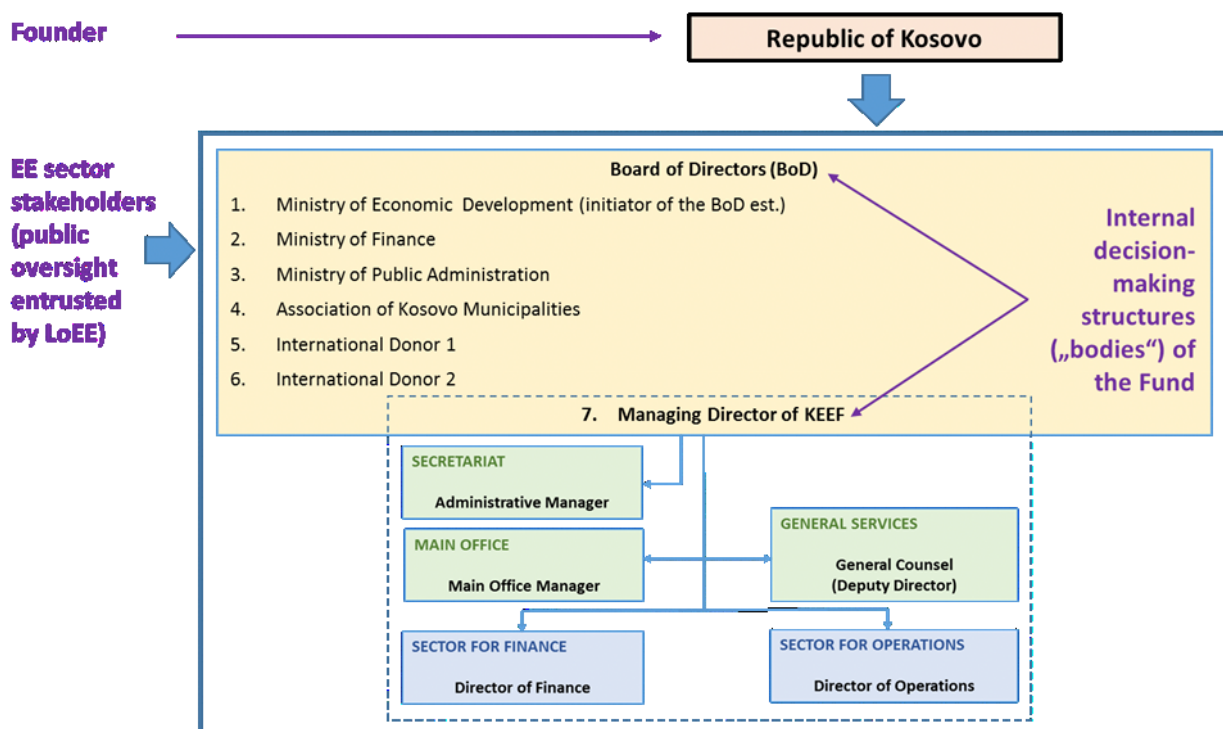 Founder
Republic of Kosovo
EE sector
stakeholders
(public
oversight
entrusted
by LoEE)
Board of Directors (BoD)
1. Ministry of Economic Development (initiator of the BoD est.)
2. Ministry of Finance
3. Ministry of Public Administration
4. Association of Kosovo Municipalities
5. International Donor 1
6. International Donor 2
7. Managing Director of KEEF
Internal
decision-
making
structures
(„bodies“) of
the Fund
SECRETARIAT
Administrative Manager
MAIN OFFICE
Main Office Manager
GENERAL SERVICES
General Counsel
(Deputy Director)
SECTOR FOR FINANCE
Director of Finance
SECTOR FOR OPERATIONS
Director of Operations